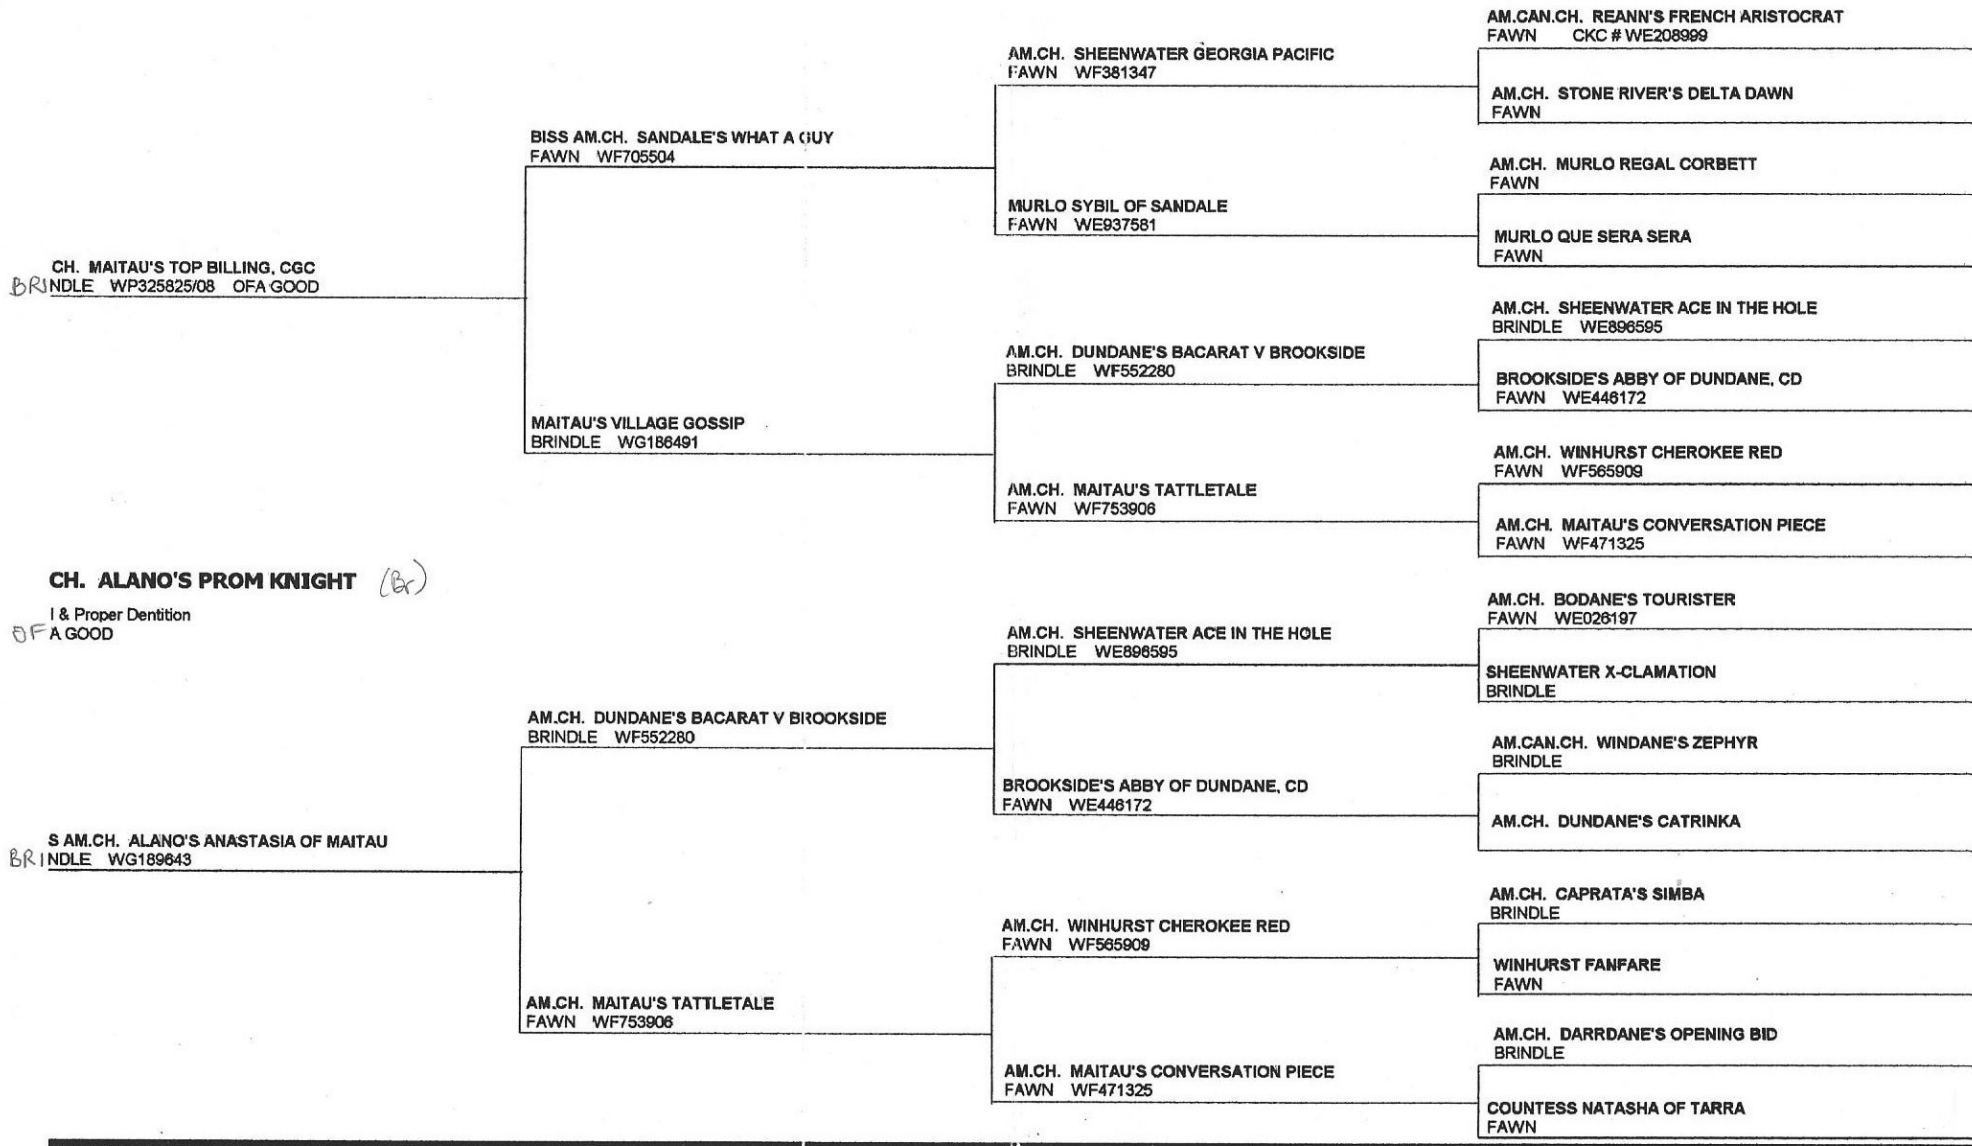 AM.CAN.CH. REANN'S FRENCH ARISTOCRAT
FAWN CKC # WE208999
AM.CH. SHEENWATER GEORGIA PACIFIC
FAWN WF381347
AM.CH. STONE RIVER'S DELTA DAWN
FAWN
BISS AM.CH. SANDALE'S WHAT A GUY
FAWN WF705504
AM.CH. MURLO REGAL CORBETT
FAWN
MURLO SYBIL OF SANDALE
FAWN WE937581
MURLO QUE SERA SERA
FAWN
CH. MAITAU'S TOP BILLING, CGC
BRINDLE WP325825/08 OFA GOOD
AM.CH. SHEENWATER ACE IN THE HOLE
BRINDLE WE896595
AM.CH. DUNDANE'S BACARAT V BROOKSIDE
BRINDLE WF552280
BROOKSIDE'S ABBY OF DUNDANE, CD
FAWN WE446172
MAITAU'S VILLAGE GOSSIP
BRINDLE WG186491
AM.CH. WINHURST CHEROKEE RED
FAWN WF565909
AM.CH. MAITAU'S TATTLETALE
FAWN WF753906
AM.CH. MAITAU'S CONVERSATION PIECE
FAWN WF471325
CH. ALANO'S PROM KNIGHT (Br)
l & Proper Dentition
OFA GOOD
AM.CH. BODANE'S TOURISTER
FAWN WE026197
AM.CH. SHEENWATER ACE IN THE HOLE
BRINDLE WE896595
SHEENWATER X-CLAMATION
BRINDLE
AM.CH. DUNDANE'S BACARAT V BROOKSIDE
BRINDLE WF552280
AM.CAN.CH. WINDANE'S ZEPHYR
BRINDLE
BROOKSIDE'S ABBY OF DUNDANE, CD
FAWN WE446172
AM.CH. DUNDANE'S CATRINKA
S AM.CH. ALANO'S ANASTASIA OF MAITAU
BRINDLE WG189643
AM.CH. CAPRATA'S SIMBA
BRINDLE
AM.CH. WINHURST CHEROKEE RED
FAWN WF565909
WINHURST FANFARE
FAWN
AM.CH. MAITAU'S TATTLETALE
FAWN WF753906
AM.CH. DARRDANE'S OPENING BID
BRINDLE
AM.CH. MAITAU'S CONVERSATION PIECE
FAWN WF471325
COUNTESS NATASHA OF TARRA
FAWN